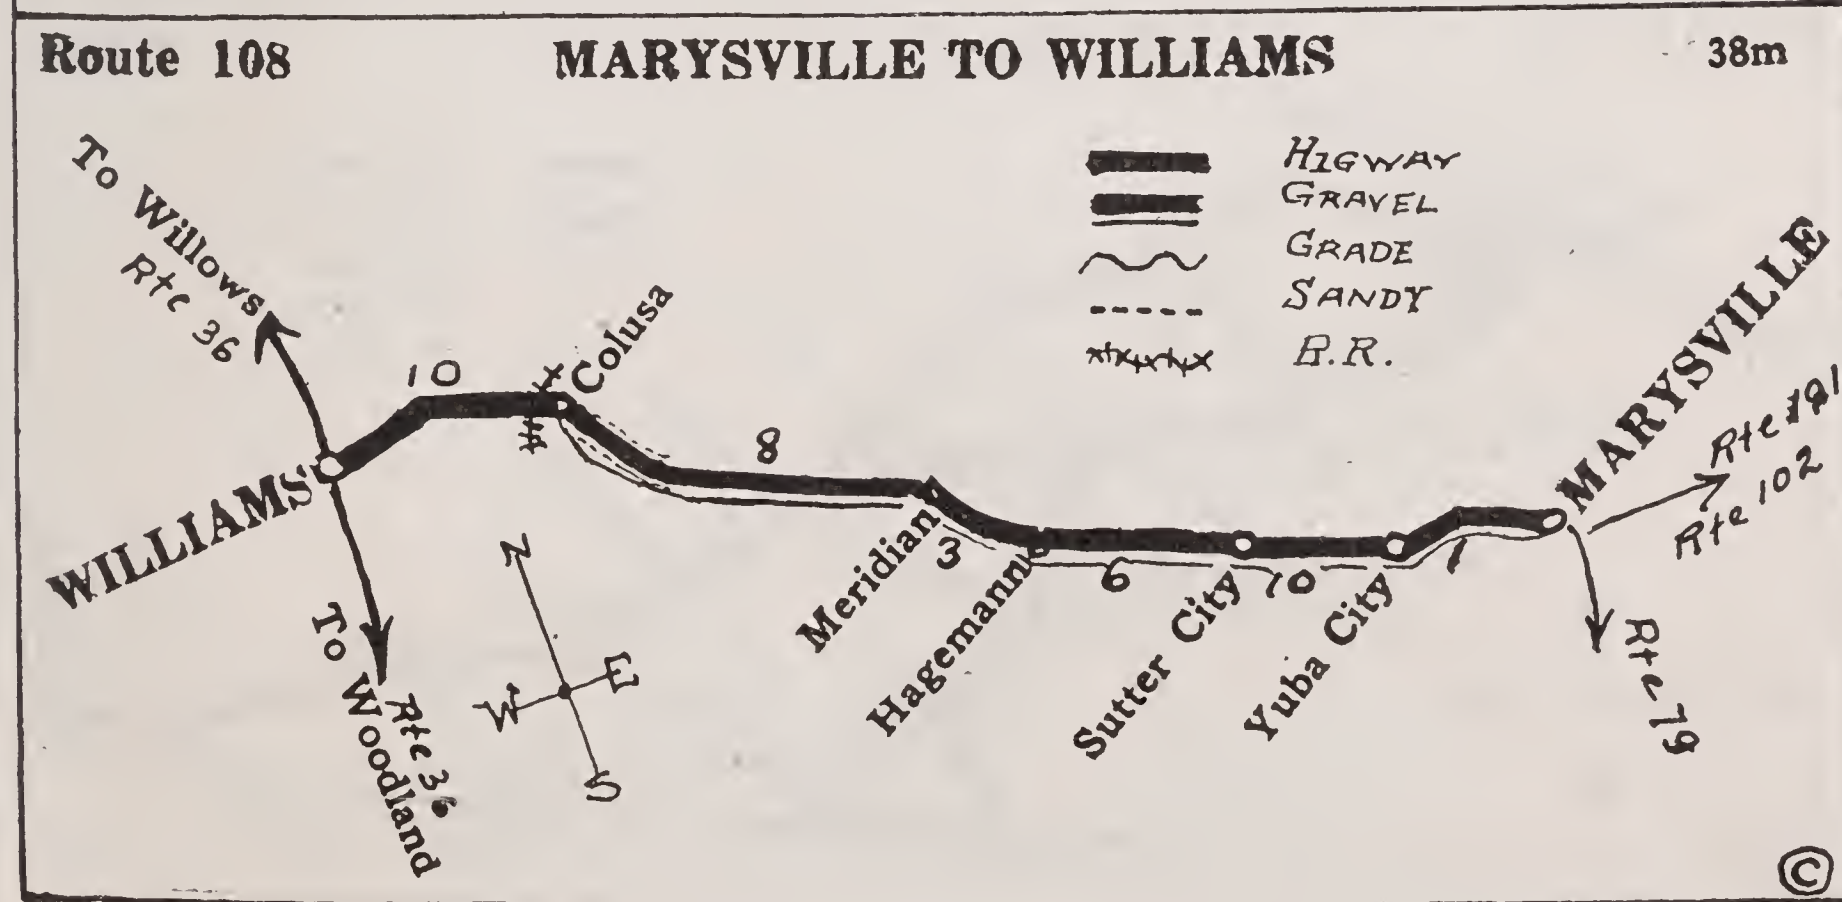 Route 108
MARYSVILLE TO WILLIAMS
38m
HIGWAY
GRAVEL
GRADE
SANDY
R.R.
To Willows
Rte 36
10
Colusa
8
WILLIAMS
To Woodland
Rte 36
N
E
W
S
Meridian
3
Hagemann
6
Sutter City
10
Yuba City
1
MARYSVILLE
Rte
Rte 102
Rte 79
©